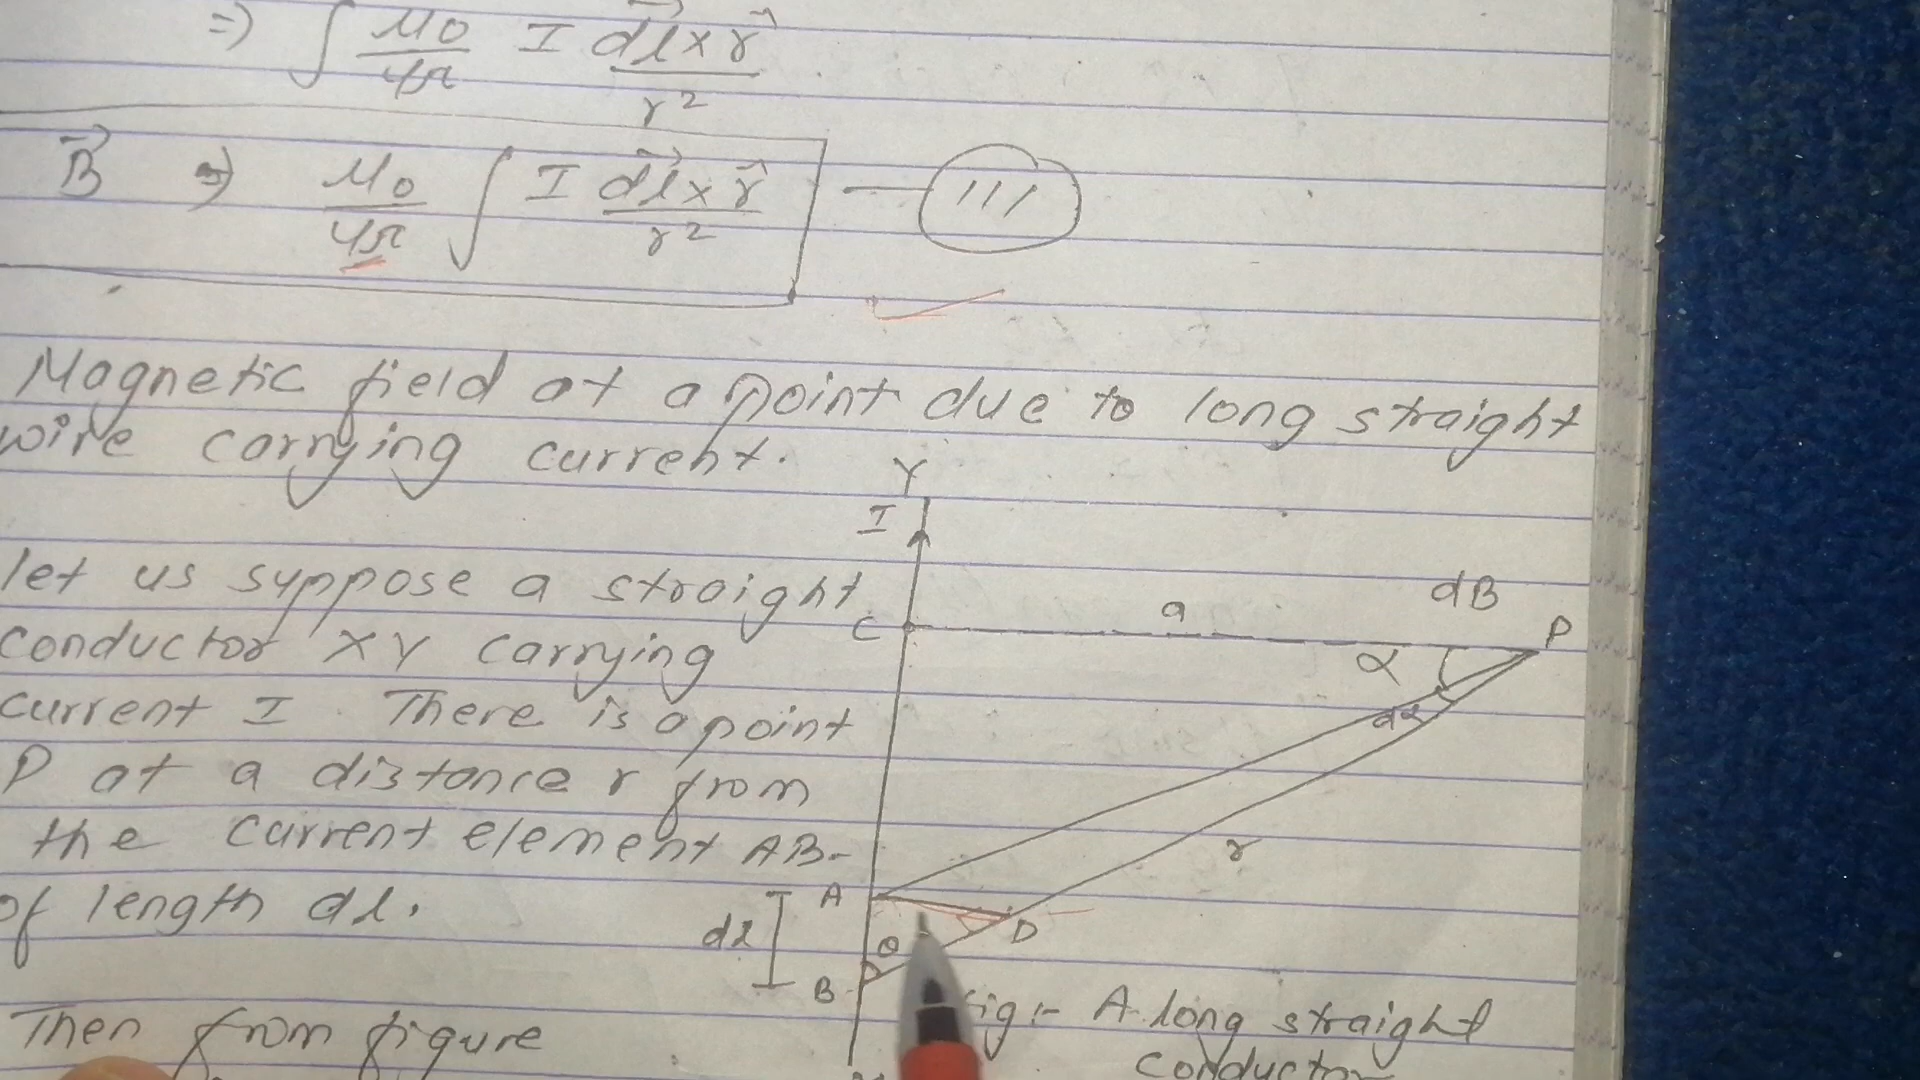 =) ∫ μ0/4π I dl⃗ x r̂ / r2
B⃗ => μ0/4π ∫ I dl⃗ x r̂ / r2 — 111
Magnetic field at a point due to long straight
wire carrying current.
Y
I
let us suppose a straight
conductor XY carrying
current I There is a point
P at a distance r from
the current element AB-
of length dl.
Then from figure
C
a
dB
P
α
dα
r
A
dl
θ
D
B
fig:- A long straight
conductor